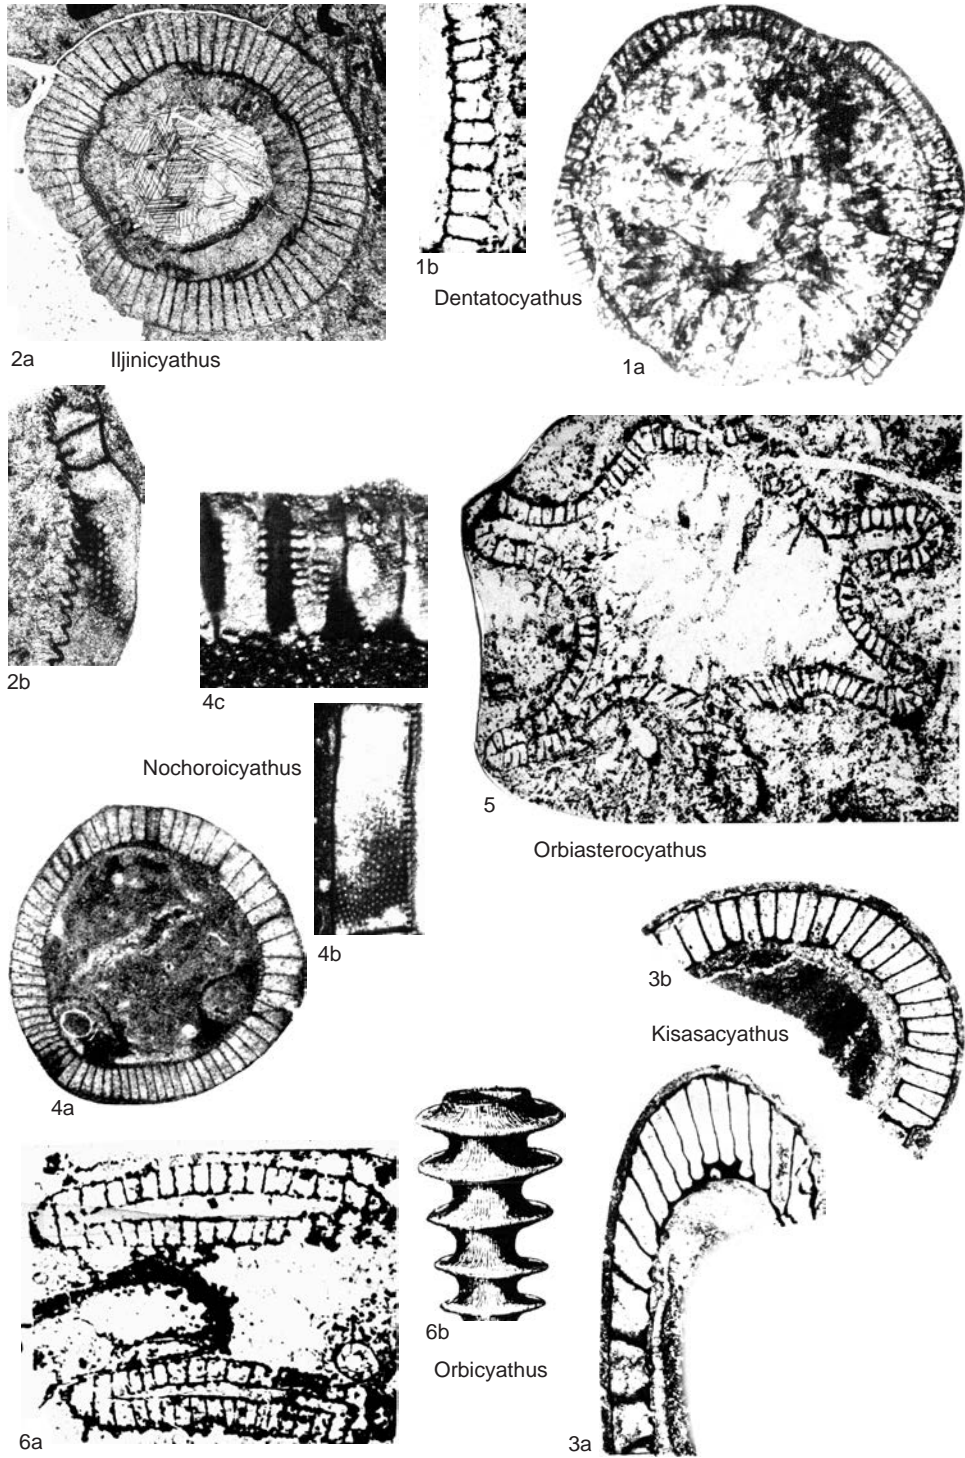 1b
Dentatocyathus
2a Iljinicyathus
1a
2b
4c
Nochoroicyathus
5
Orbiasterocyathus
4b
3b
Kisasacyathus
4a
6b
Orbicyathus
6a
3a